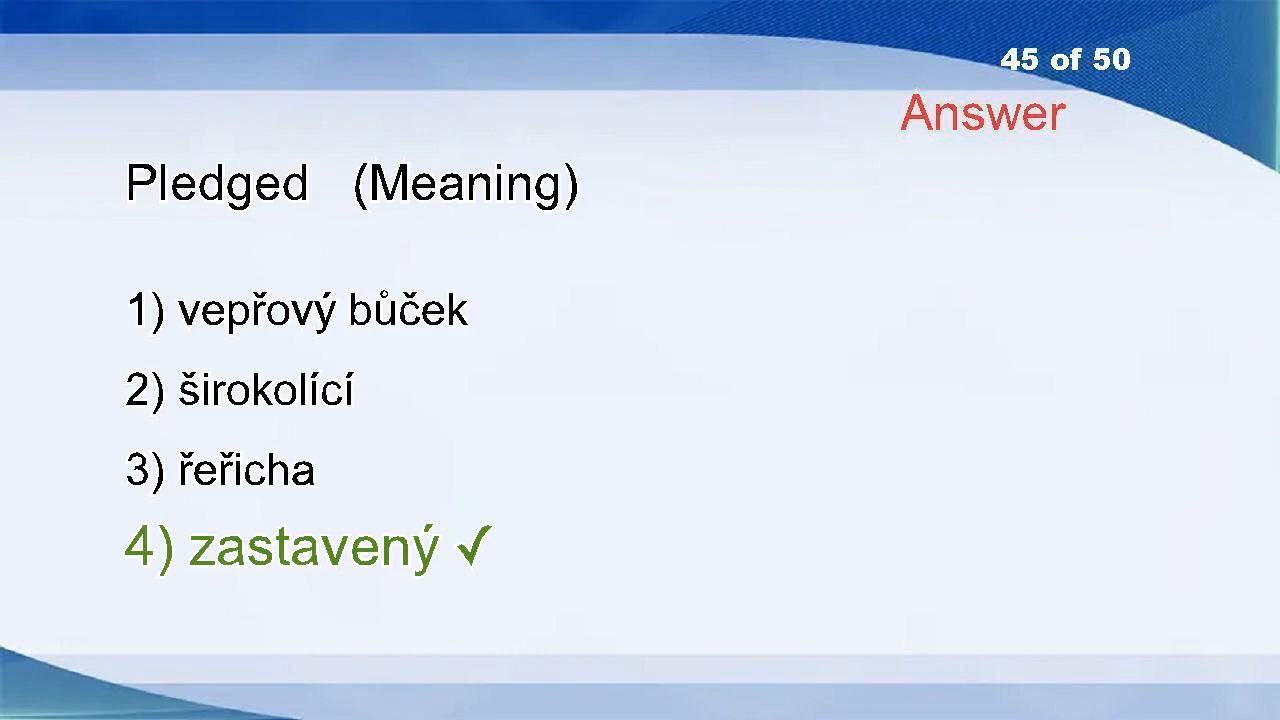 45 of 50
Answer
Pledged (Meaning)
1) vepřový bůček
2) širokolící
3) řeřicha
4) zastavený ✓